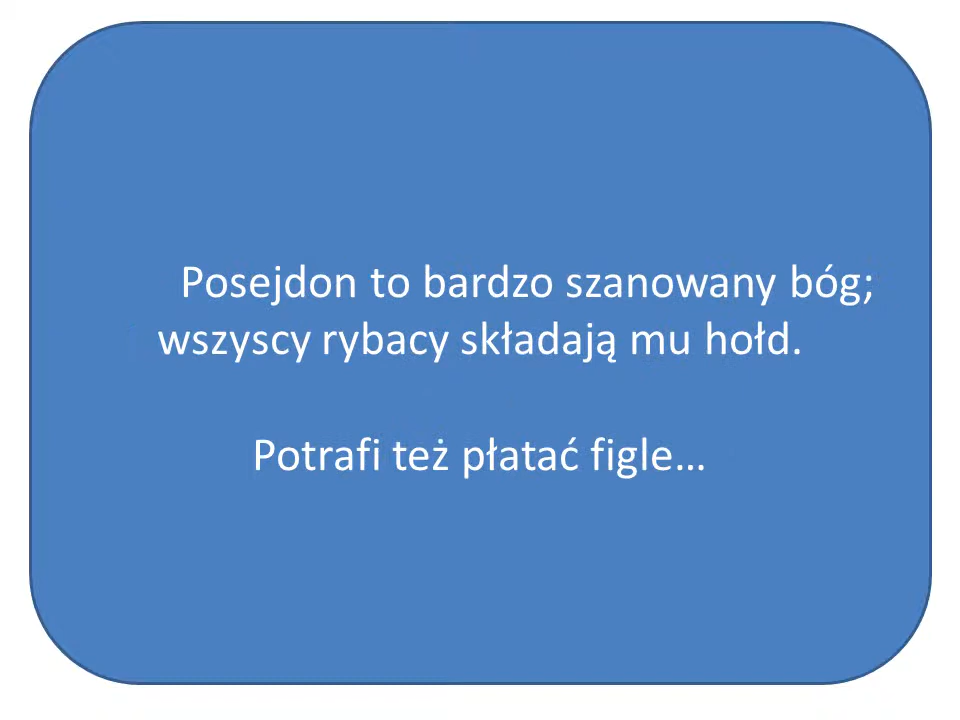 Posejdon to bardzo szanowany bóg;
wszyscy rybacy składają mu hołd.
Potrafi też płatać figle…